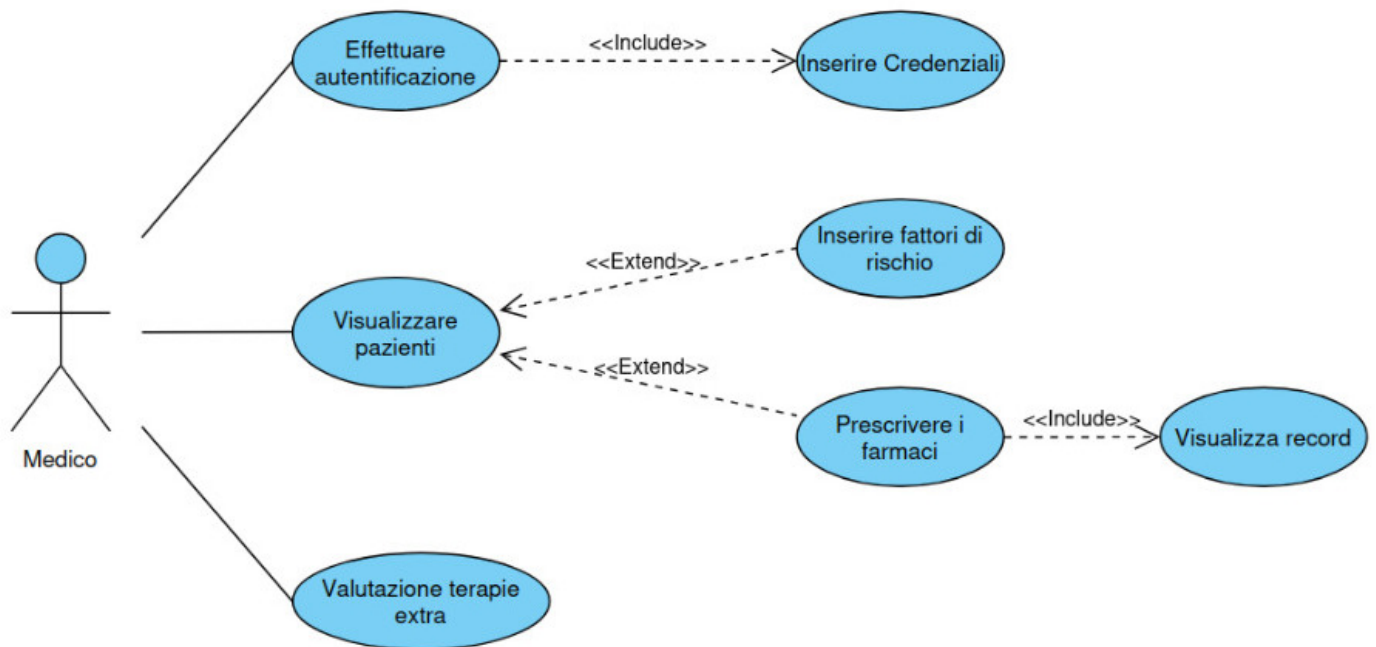 Effettuare
autentificazione
<<Include>>
Inserire Credenziali
Inserire fattori di
rischio
<<Extend>>
Visualizzare
pazienti
<<Extend>>
Prescrivere i
farmaci
<<Include>>
Visualizza record
Medico
Valutazione terapie
extra